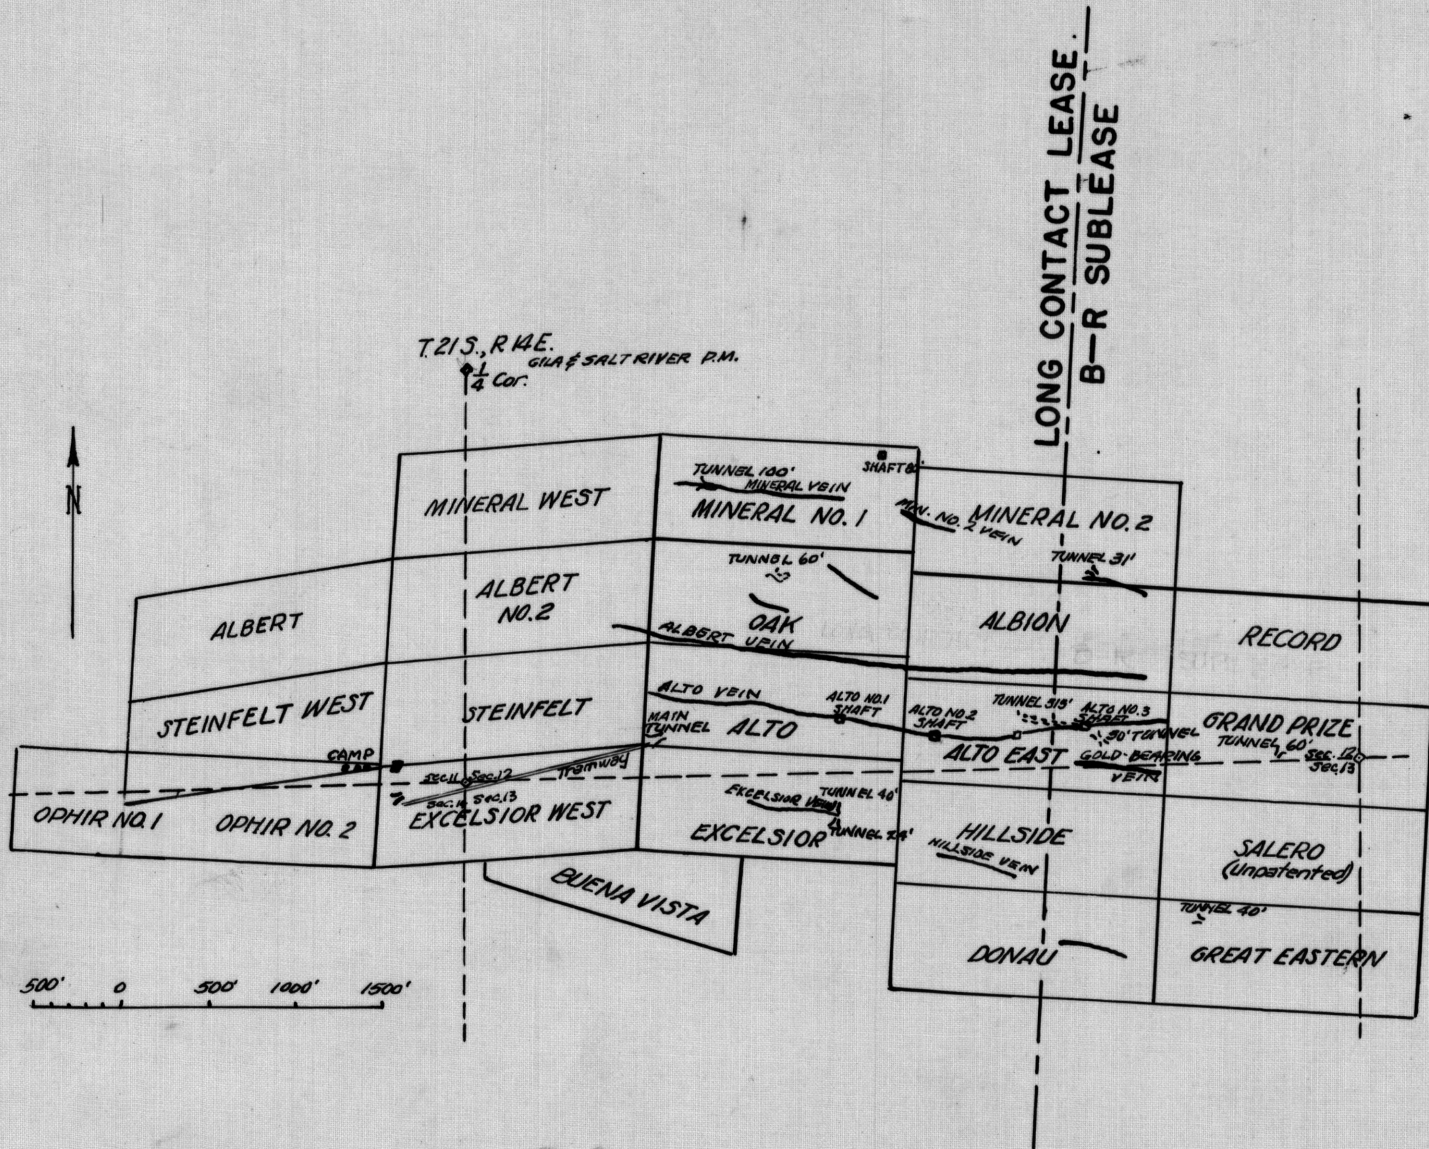 LONG CONTACT LEASE.
B—R SUBLEASE
T.21S., R 14E.
GILA & SALT RIVER P.M.
1/4 Cor.
N
SHAFT 80'
TUNNEL 100'
MINERAL VEIN
MINERAL WEST
MINERAL NO. 1
MIN. NO. 2 VEIN
MINERAL NO. 2
TUNNEL 31'
TUNNEL 60'
ALBERT
NO.2
ALBERT
OAK
ALBION
RECORD
ALBERT VEIN
STEINFELT WEST
STEINFELT
ALTO VEIN
ALTO NO.1
SHAFT
ALTO NO.2
SHAFT
TUNNEL 315'
ALTO NO.3
SHAFT
MAIN
TUNNEL
ALTO
ALTO EAST
50' TUNNEL
GOLD-BEARING
VEIN
GRAND PRIZE
TUNNEL 60'
Sec. 12
Sec. 13
CAMP
Sec. 11 Sec. 12
Sec. 14 Sec. 13
Tramway
OPHIR NO. 1
OPHIR NO. 2
EXCELSIOR WEST
EXCELSIOR VEIN
TUNNEL 40'
EXCELSIOR
TUNNEL 24'
HILLSIDE
HILLSIDE VEIN
SALERO
(Unpatented)
BUENA VISTA
TUNNEL 40'
DONAU
GREAT EASTERN
500' 0 500' 1000' 1500'